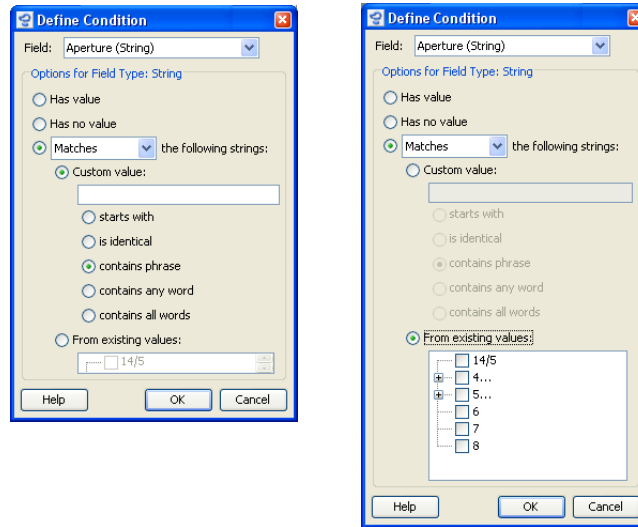 Define Condition
Field: Aperture (String)
Options for Field Type: String
Has value
Has no value
Matches the following strings:
Custom value:
starts with
is identical
contains phrase
contains any word
contains all words
From existing values:
14/5
Help OK Cancel
Define Condition
Field: Aperture (String)
Options for Field Type: String
Has value
Has no value
Matches the following strings:
Custom value:
starts with
is identical
contains phrase
contains any word
contains all words
From existing values:
14/5
4...
5...
6
7
8
Help OK Cancel